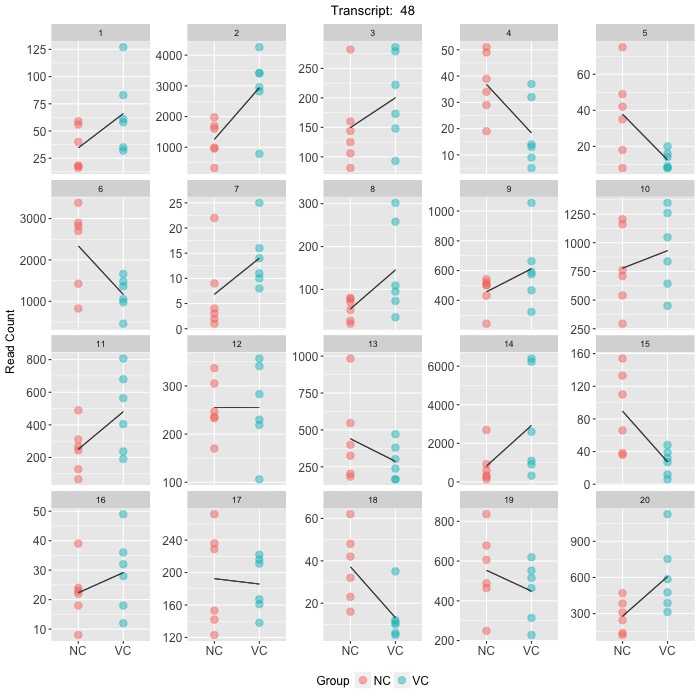 Transcript: 48
1 2 3 4 5
125 4000 250 50 60
100 3000 200 40 40
75 2000 150 30 20
50 1000 100 20
25 10
6 7 8 9 10
3000 25 300 1000 1250
2000 20 200 800 1000
1000 15 100 600 750
10 400 500
5 250
0
Read Count
11 12 13 14 15
800 300 1000 6000 160
600 200 750 4000 120
400 100 500 2000 80
200 250 0 40
0
16 17 18 19 20
50 260 60 800 900
40 240 40 600 600
30 200 20 400 300
20 160 200
10 120
NC VC NC VC NC VC NC VC NC VC
Group NC VC